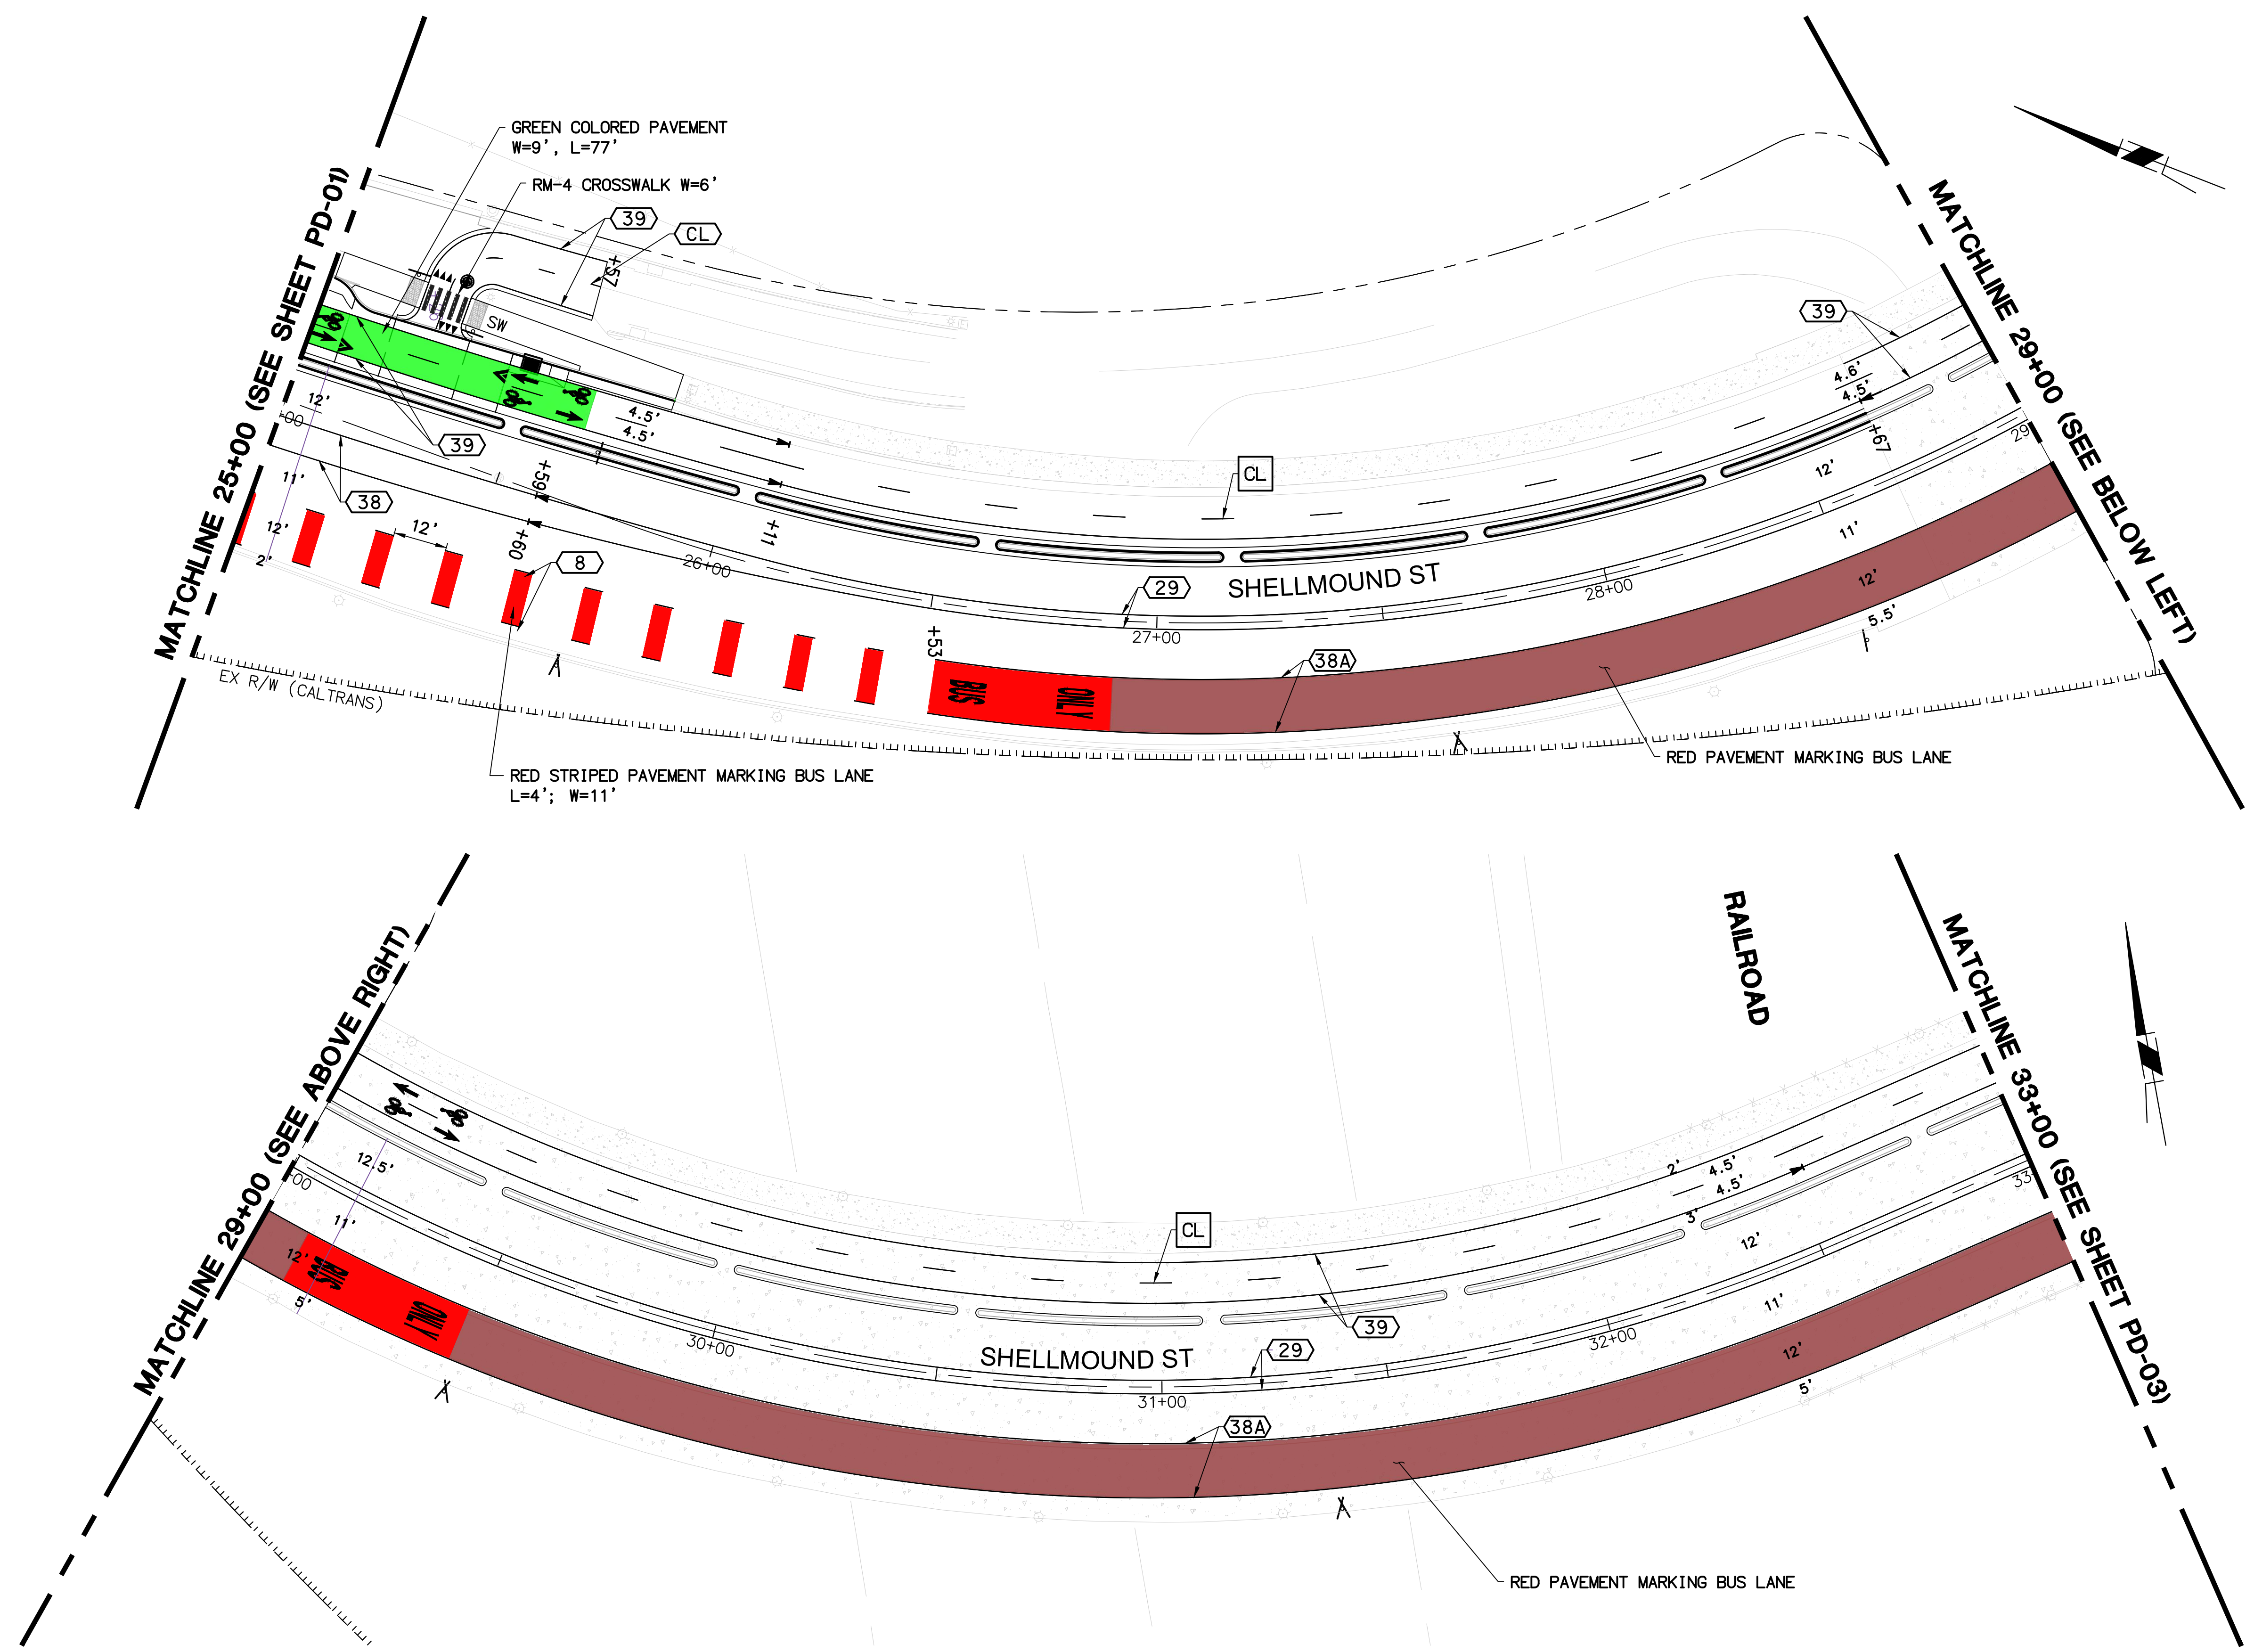 MATCHLINE 25+00 (SEE SHEET PD-01)
GREEN COLORED PAVEMENT
W=9', L=77'
RM-4 CROSSWALK W=6'
39
CL
+57
SW
39
38
12'
00
11'
12'
2'
12'
4.5'
4.5'
+59
+60
+11
8
26+00
EX R/W (CALTRANS)
RED STRIPED PAVEMENT MARKING BUS LANE
L=4'; W=11'
+53
BUS
ONLY
29
27+00
SHELLMOUND ST
CL
38A
28+00
39
4.6'
4.5'
+67
12'
29
11'
12'
5.5'
RED PAVEMENT MARKING BUS LANE
MATCHLINE 29+00 (SEE BELOW LEFT)
MATCHLINE 29+00 (SEE ABOVE RIGHT)
12.5'
00
11'
12'
5'
BUS
ONLY
30+00
SHELLMOUND ST
CL
39
29
31+00
38A
RAILROAD
2'
4.5'
4.5'
3'
12'
33
32+00
11'
12'
5'
RED PAVEMENT MARKING BUS LANE
MATCHLINE 33+00 (SEE SHEET PD-03)